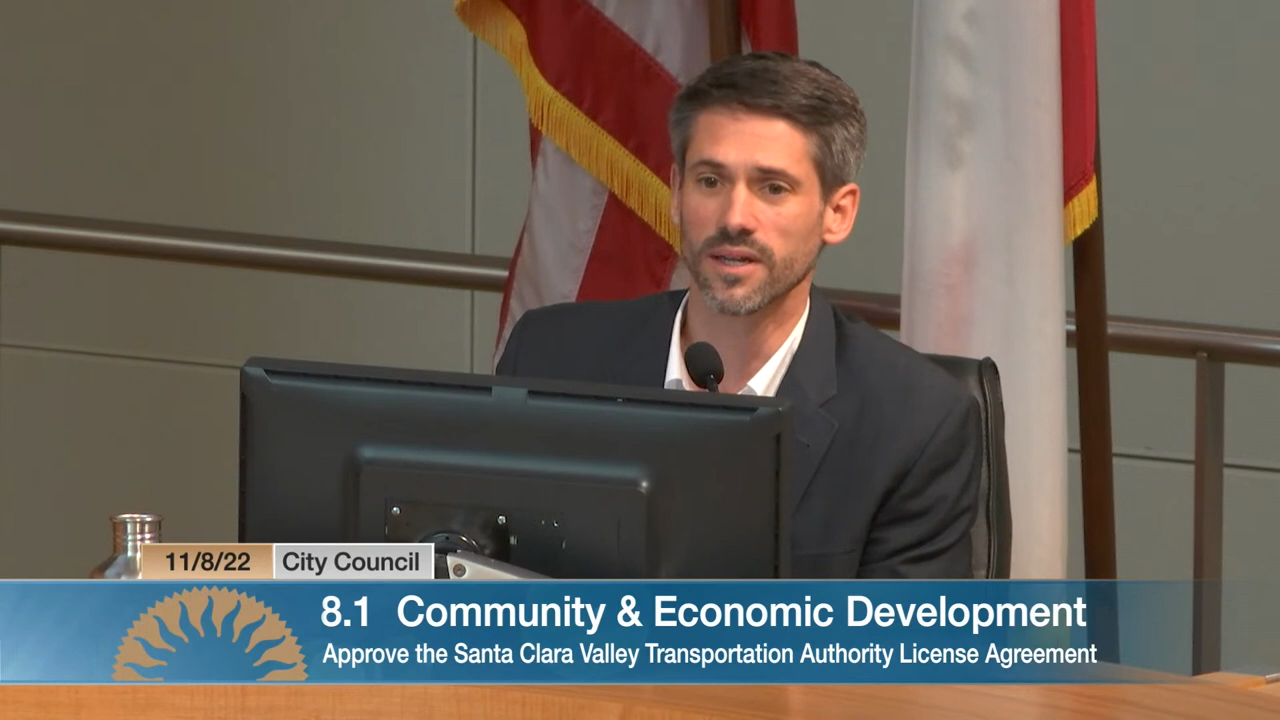 11/8/22 City Council
8.1 Community & Economic Development
Approve the Santa Clara Valley Transportation Authority License Agreement